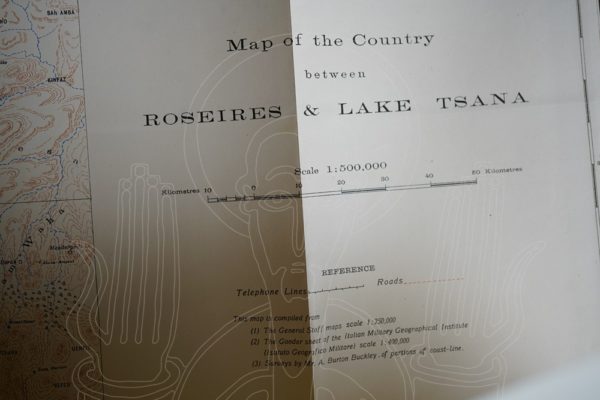 SAH AMBA
KINFAZ
Map of the Country
between
ROSEIRES & LAKE TSANA
Scale 1:500,000
Kilometres 10 0 10 20 30 40 50 Kilometres
REFERENCE
Telephone Lines Roads
This map is compiled from
(1) The General Staff maps scale 1:250,000
(2) The Gondar sheet of the Italian Military Geographical Institute
(Istituto Geografico Militare) scale 1:400,000
(3) Surveys by Mr. A. Burton Buckley of portions of coast-line.